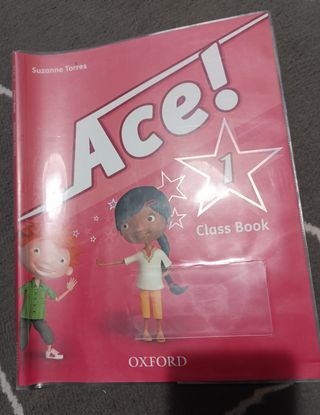 Suzanne Torres
Ace!
1
Class Book
OXFORD